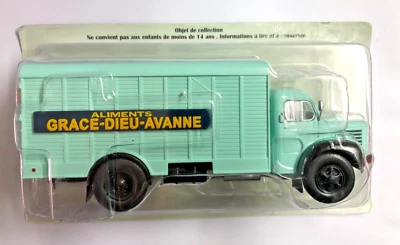 Objet de collection
Ne convient pas aux enfants de moins de 14 ans . Informations à lire et à conserver.
ALIMENTS
GRACE-DIEU-AVANNE